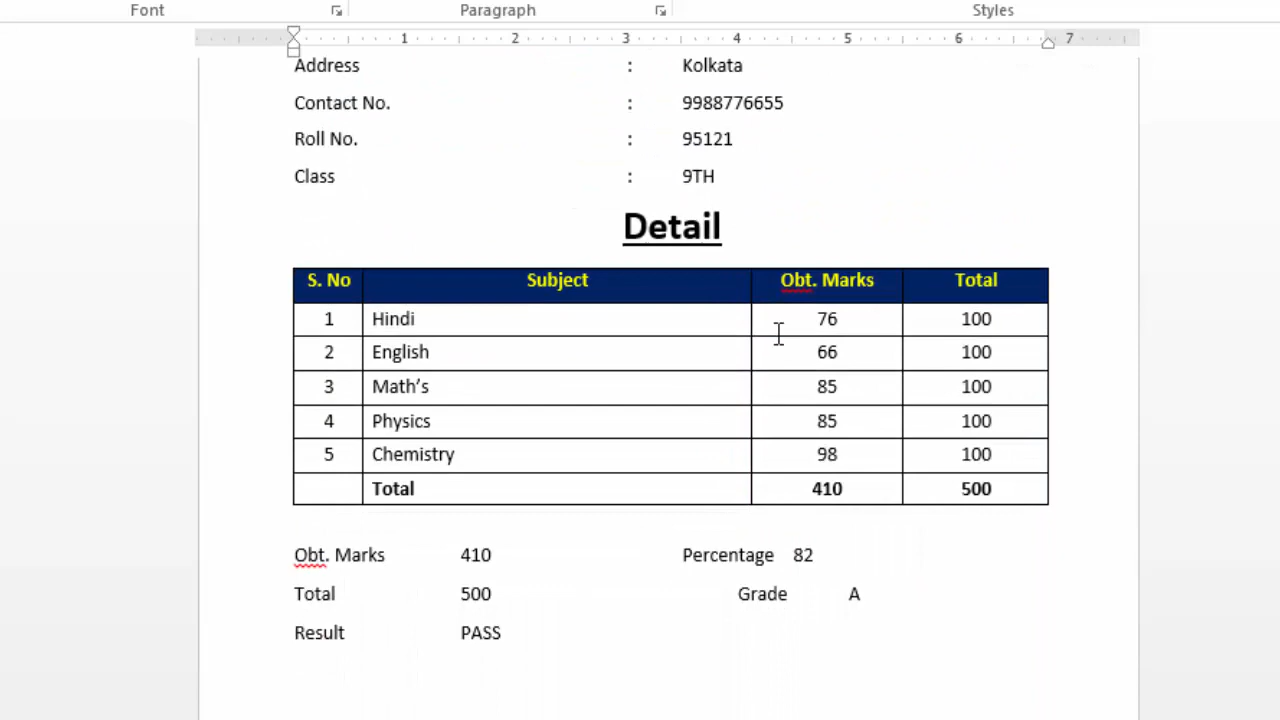 Font Paragraph Styles
1 2 3 4 5 6 7
Address : Kolkata
Contact No. : 9988776655
Roll No. : 95121
Class : 9TH
Detail
S. No Subject Obt. Marks Total
1 Hindi 76 100
2 English 66 100
3 Math’s 85 100
4 Physics 85 100
5 Chemistry 98 100
Total 410 500
Obt. Marks 410 Percentage 82
Total 500 Grade A
Result PASS